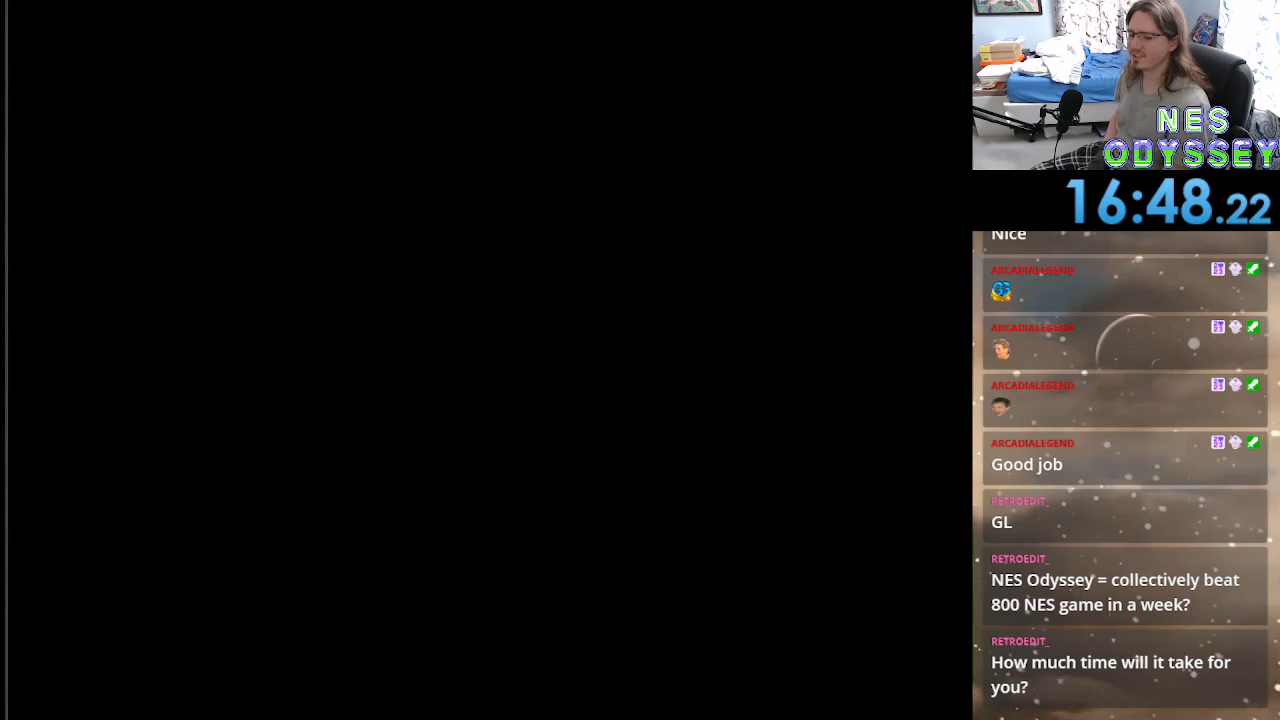 NES
ODYSSEY
16:48.22
Nice
ARCADIALEGEND
ARCADIALEGEND
ARCADIALEGEND
ARCADIALEGEND
Good job
RETROEDIT_
GL
RETROEDIT_
NES Odyssey = collectively beat
800 NES game in a week?
RETROEDIT_
How much time will it take for
you?